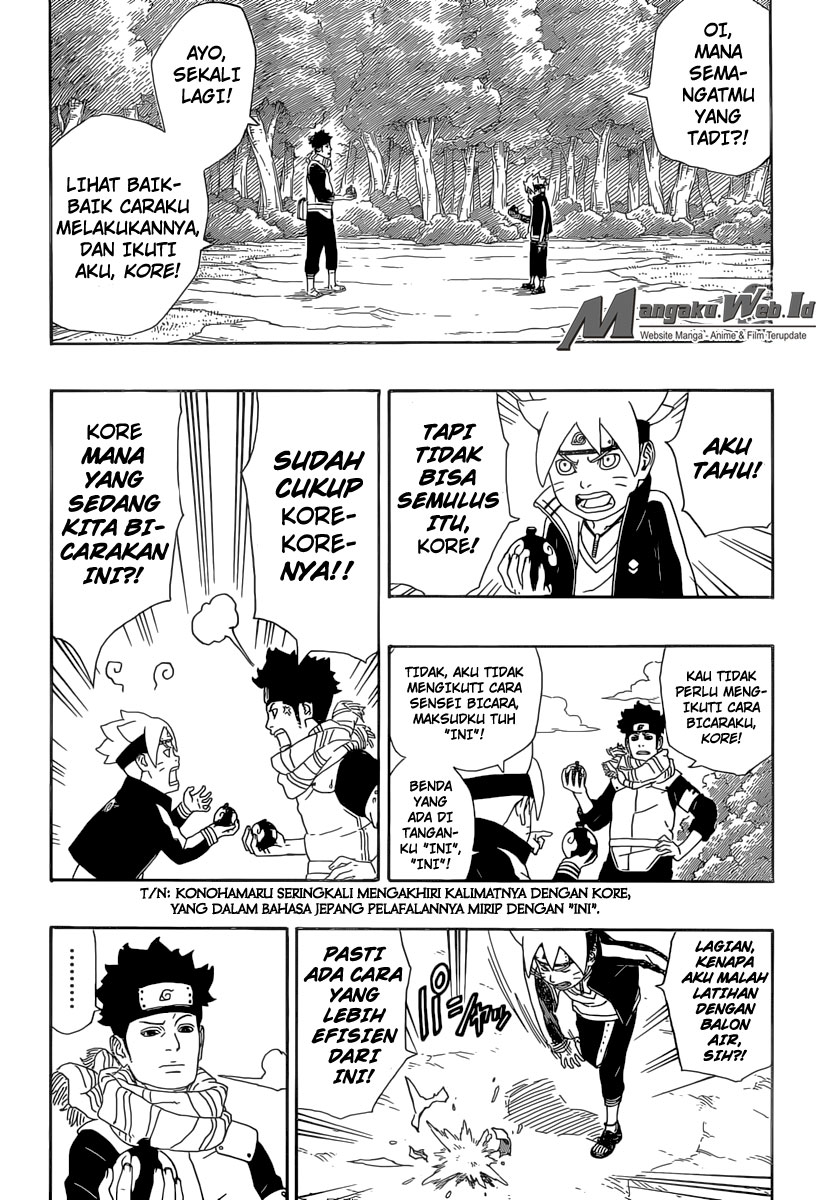 OI,
MANA
SEMA-
NGATMU
YANG
TADI?!
AYO,
SEKALI
LAGI!
LIHAT BAIK-
BAIK CARAKU
MELAKUKANNYA,
DAN IKUTI
AKU, KORE!
Mangaku Web.Id
Website Manga - Anime & Film Terupdate
AKU
TAHU!
TAPI
TIDAK
BISA
SEMULUS
ITU,
KORE!
KAU TIDAK
PERLU MENG-
IKUTI CARA
BICARAKU,
KORE!
TIDAK, AKU TIDAK
MENGIKUTI CARA
SENSEI BICARA,
MAKSUDKU TUH
"INI"!
BENDA
YANG
ADA DI
TANGAN-
KU "INI",
"INI"!
SUDAH
CUKUP
KORE-
KORE-
NYA!!
KORE
MANA
YANG
SEDANG
KITA BI-
CARAKAN
INI?!
T/N: KONOHAMARU SERINGKALI MENGAKHIRI KALIMATNYA DENGAN KORE,
YANG DALAM BAHASA JEPANG PELAFALANNYA MIRIP DENGAN "INI".
LAGIAN,
KENAPA
AKU MALAH
LATIHAN
DENGAN
BALON
AIR,
SIH?!
PASTI
ADA CARA
YANG
LEBIH
EFISIEN
DARI
INI!
.........